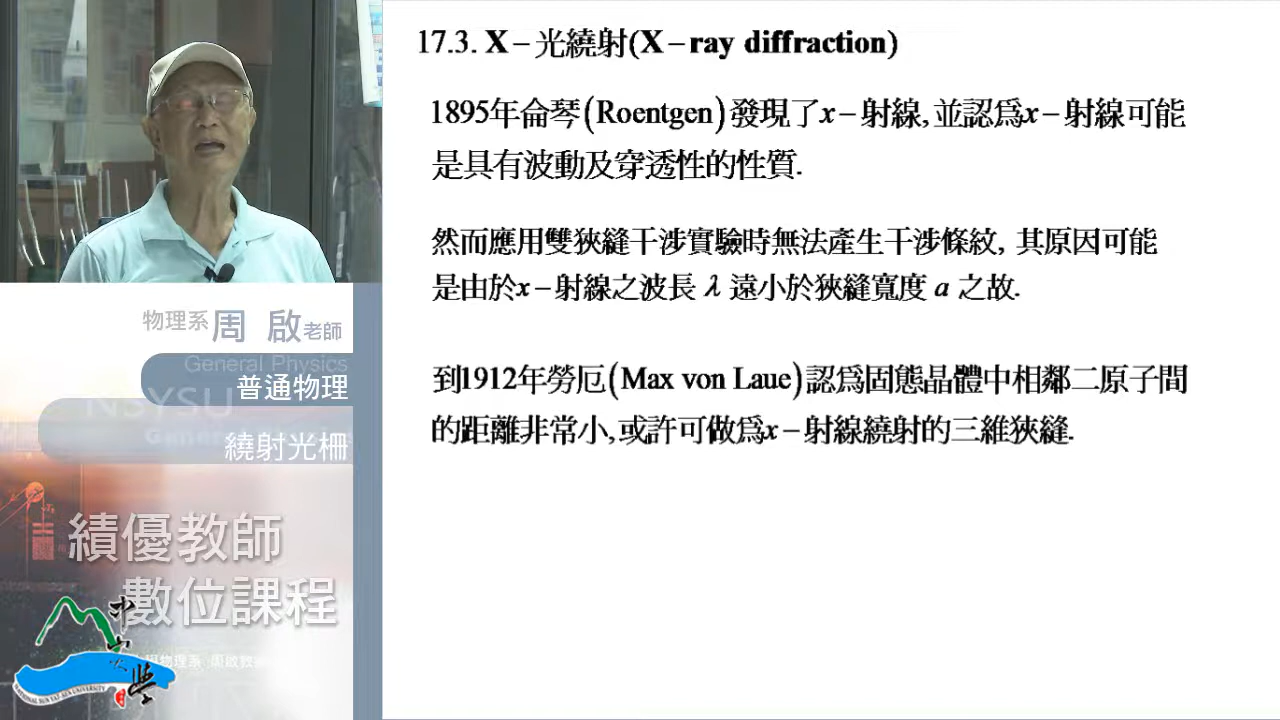 17.3. X－光繞射(X－ray diffraction)
1895年侖琴(Roentgen)發現了x－射線,並認為x－射線可能
是具有波動及穿透性的性質.
然而應用雙狹縫干涉實驗時無法產生干涉條紋, 其原因可能
是由於x－射線之波長 λ 遠小於狹縫寬度 a 之故.
到1912年勞厄(Max von Laue)認為固態晶體中相鄰二原子間
的距離非常小,或許可做為x－射線繞射的三維狹縫.
物理系周 啟老師
General Physics
普通物理
NSYSU
繞射光柵
績優教師
數位課程